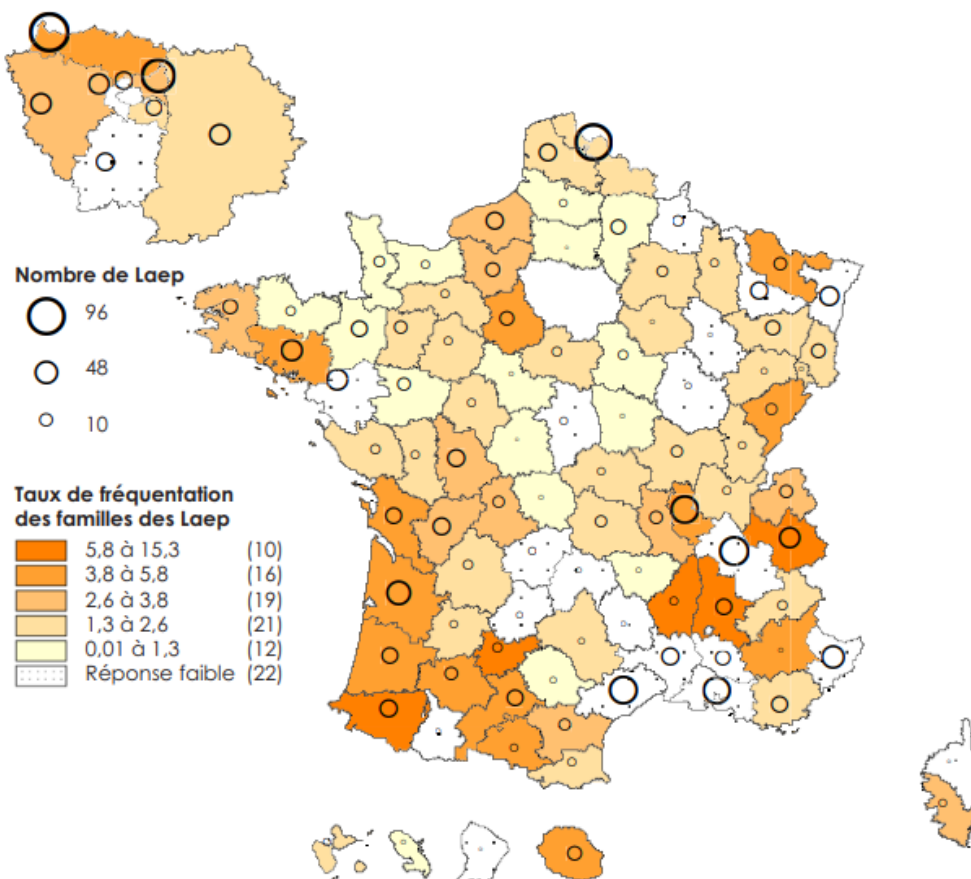 Nombre de Laep
96
48
10
Taux de fréquentation
des familles des Laep
5,8 à 15,3 (10)
3,8 à 5,8 (16)
2,6 à 3,8 (19)
1,3 à 2,6 (21)
0,01 à 1,3 (12)
Réponse faible (22)